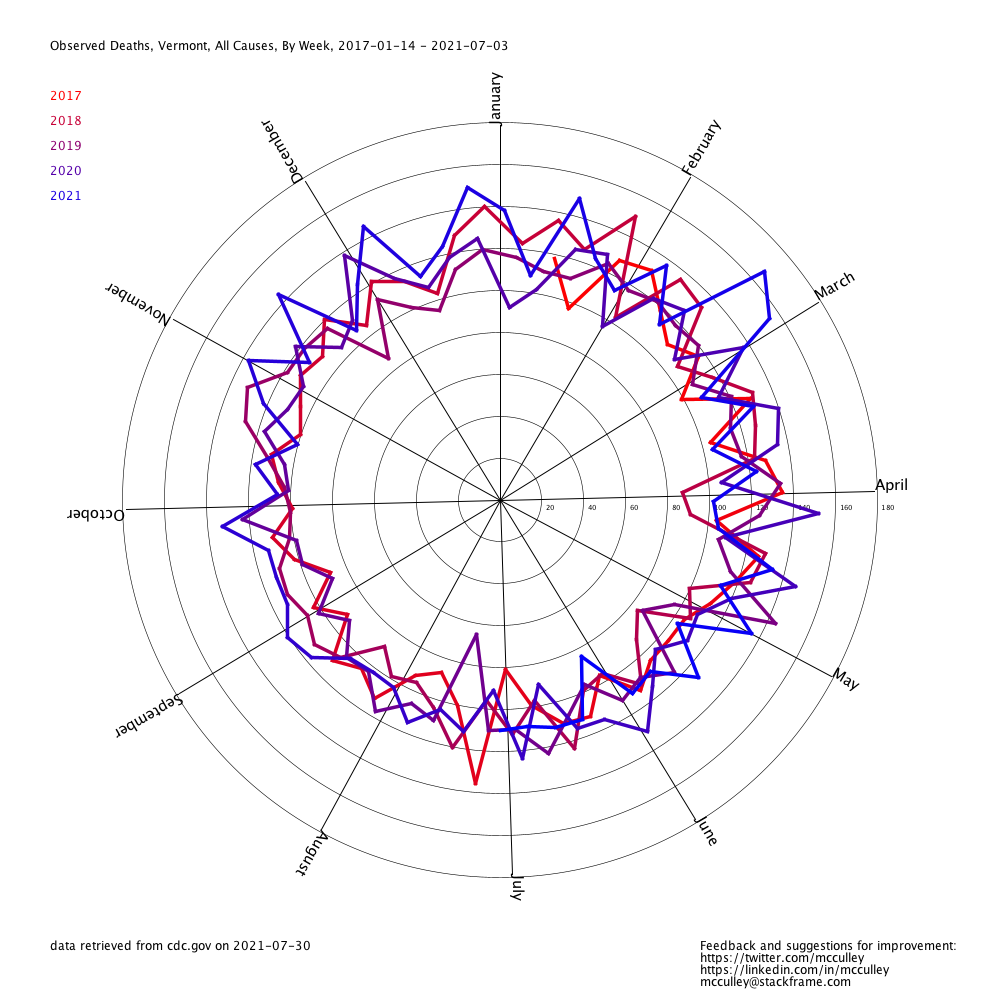 Observed Deaths, Vermont, All Causes, By Week, 2017-01-14 - 2021-07-03
2017
2018
2019
2020
2021
January
February
March
April
May
June
July
August
September
October
November
December
20 40 60 80 100 120 140 160 180
data retrieved from cdc.gov on 2021-07-30
Feedback and suggestions for improvement:
https://twitter.com/mcculley
https://linkedin.com/in/mcculley
mcculley@stackframe.com